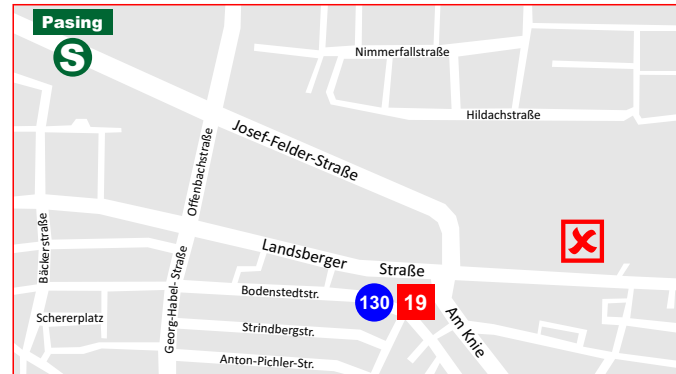 Pasing
S
Nimmerfallstraße
Hildachstraße
Josef-Felder-Straße
Offenbachstraße
Bäckerstraße
Georg-Habel-Straße
Landsberger
Straße
Bodenstedtstr.
130
19
Am Knie
Schererplatz
Strindbergstr.
Anton-Pichler-Str.